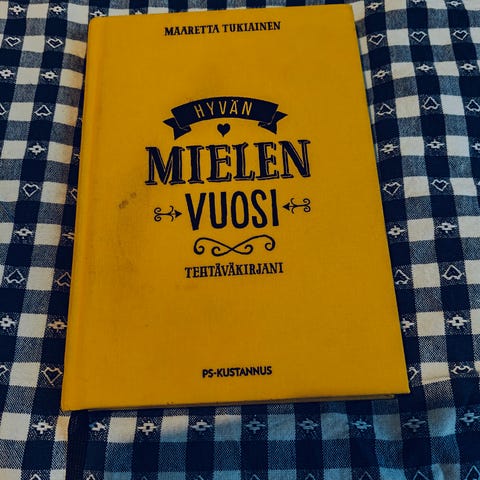 MAARETTA TUKIAINEN
HYVÄN
MIELEN
VUOSI
TEHTÄVÄKIRJANI
PS-KUSTANNUS